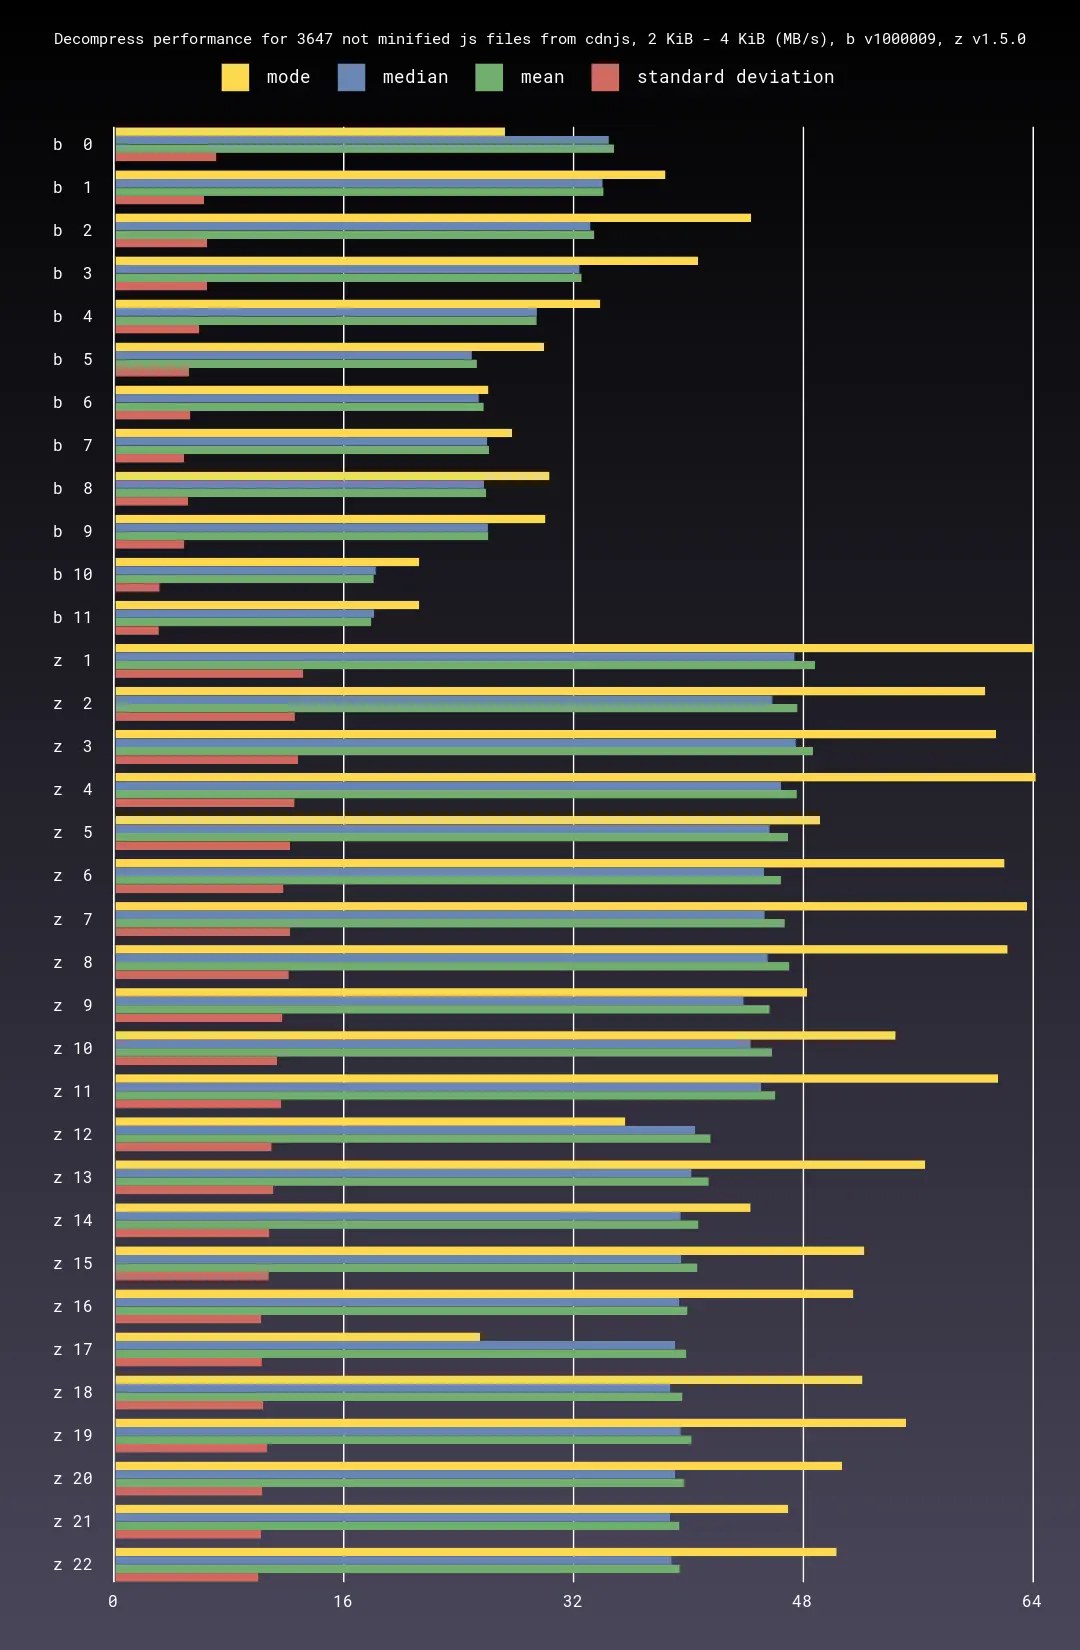 Decompress performance for 3647 not minified js files from cdnjs, 2 KiB - 4 KiB (MB/s), b v1000009, z v1.5.0
mode median mean standard deviation
b 0
b 1
b 2
b 3
b 4
b 5
b 6
b 7
b 8
b 9
b 10
b 11
z 1
z 2
z 3
z 4
z 5
z 6
z 7
z 8
z 9
z 10
z 11
z 12
z 13
z 14
z 15
z 16
z 17
z 18
z 19
z 20
z 21
z 22
0 16 32 48 64